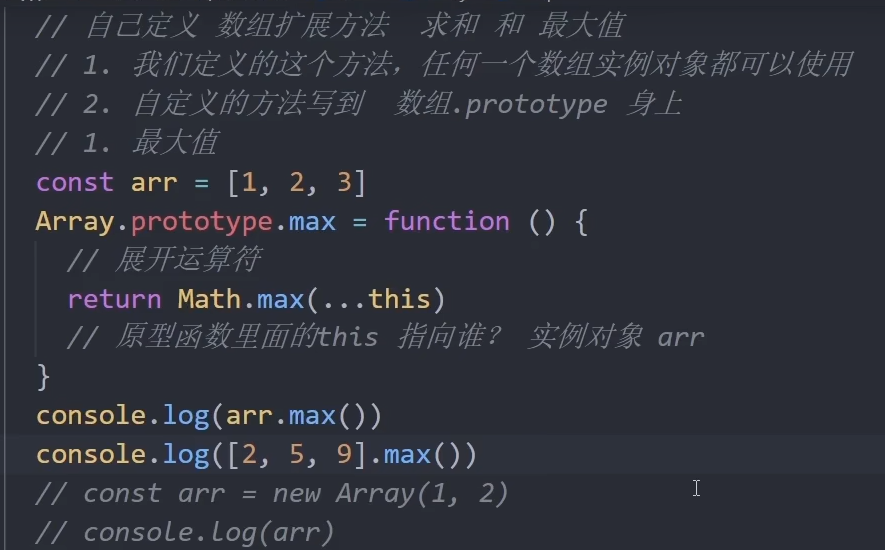 // 自己定义 数组扩展方法  求和 和 最大值
// 1. 我们定义的这个方法，任何一个数组实例对象都可以使用
// 2. 自定义的方法写到  数组.prototype 身上
// 1. 最大值
const arr = [1, 2, 3]
Array.prototype.max = function () {
  // 展开运算符
  return Math.max(...this)
  // 原型函数里面的this 指向谁？ 实例对象 arr
}
console.log(arr.max())
console.log([2, 5, 9].max())
// const arr = new Array(1, 2)
// console.log(arr)